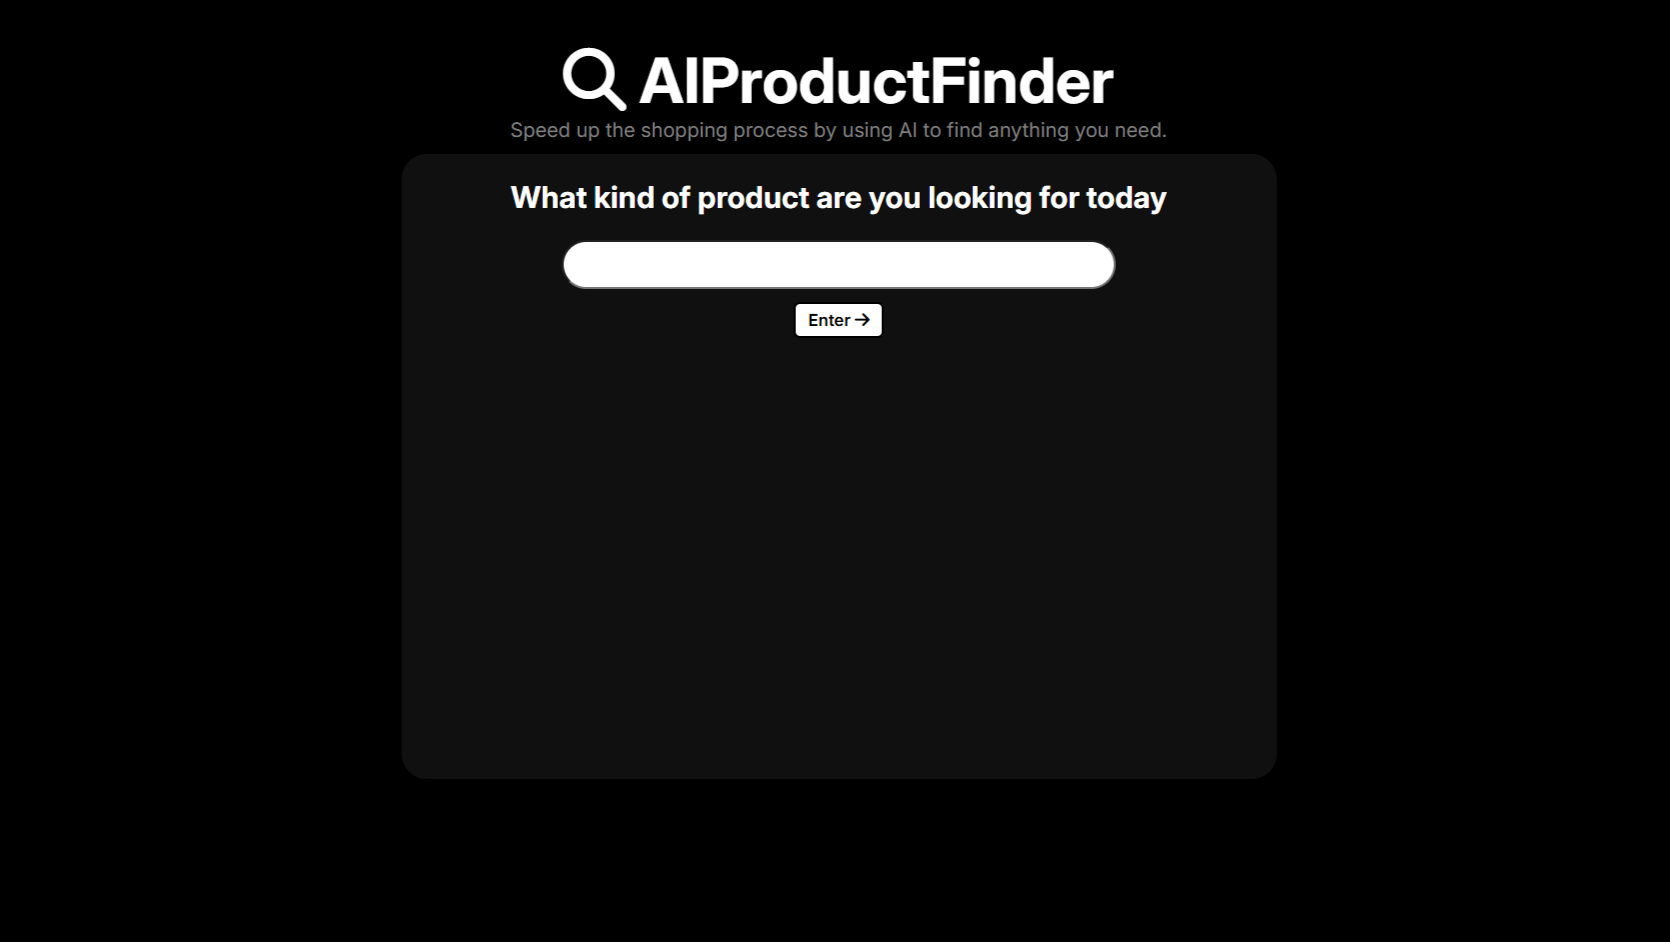 AIProductFinder
Speed up the shopping process by using AI to find anything you need.
What kind of product are you looking for today
Enter →